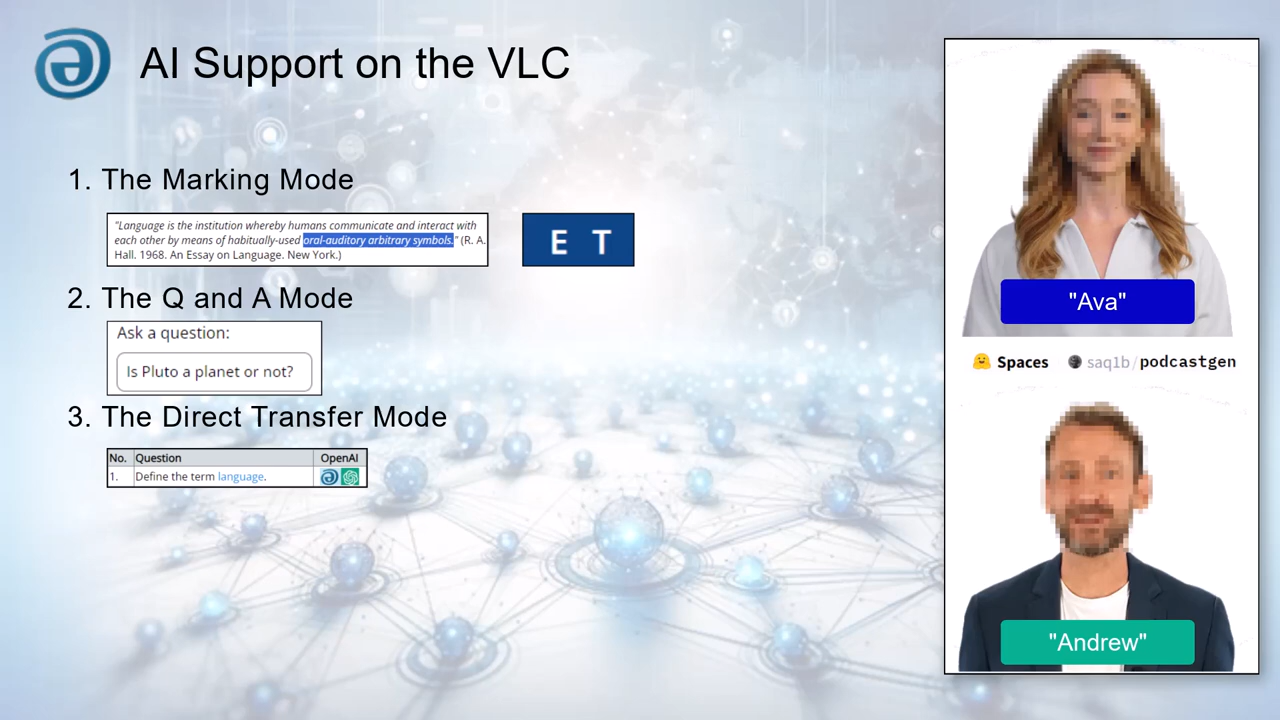 AI Support on the VLC
1. The Marking Mode
"Language is the institution whereby humans communicate and interact with
each other by means of habitually-used oral-auditory arbitrary symbols." (R. A.
Hall. 1968. An Essay on Language. New York.)
E T
2. The Q and A Mode
Ask a question:
Is Pluto a planet or not?
3. The Direct Transfer Mode
No. Question OpenAI
1. Define the term language.
"Ava"
Spaces saq1b/podcastgen
"Andrew"